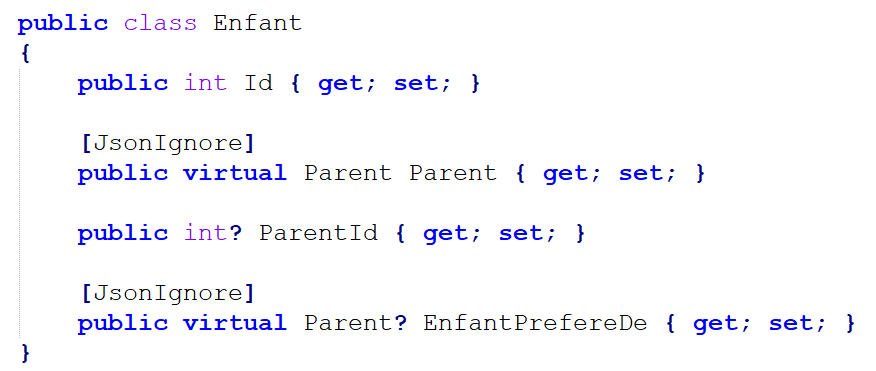 public class Enfant
{
    public int Id { get; set; }

    [JsonIgnore]
    public virtual Parent Parent { get; set; }

    public int? ParentId { get; set; }

    [JsonIgnore]
    public virtual Parent? EnfantPrefereDe { get; set; }
}